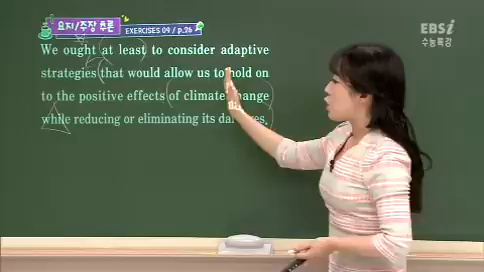 요지/주장 추론
EXERCISES 09 / p.26
EBSi
수능특강
We ought at least to consider adaptive
strategies that would allow us to hold on
to the positive effects of climate change
while reducing or eliminating its